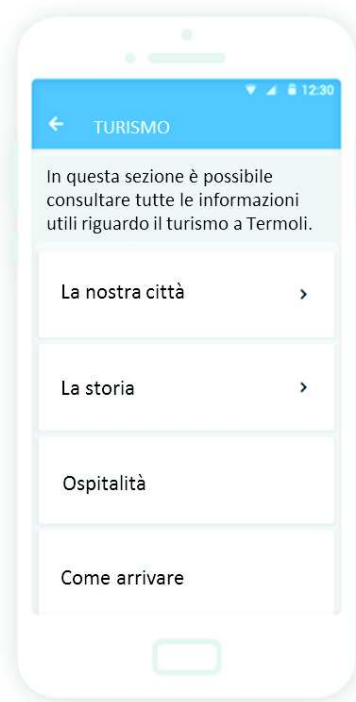 12:30
TURISMO
In questa sezione è possibile
consultare tutte le informazioni
utili riguardo il turismo a Termoli.
La nostra città
La storia
Ospitalità
Come arrivare